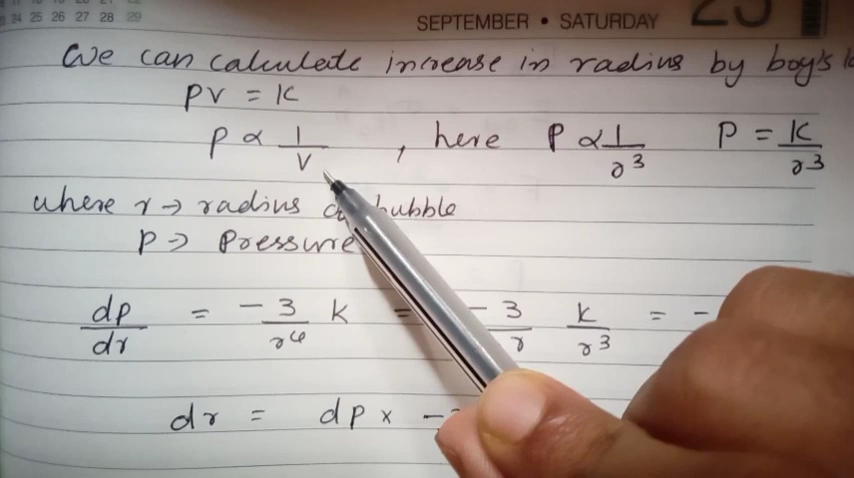 24 25 26 27 28 29
SEPTEMBER • SATURDAY
We can calculate increase in radius by boy's
PV = K
P ∝ 1/V , here P ∝ 1/r³ P = K/r³
where r → radius bubble
P → Pressure
dp/dr = -3/r⁴ K = -3/r K/r³ = -
dr = dp × -